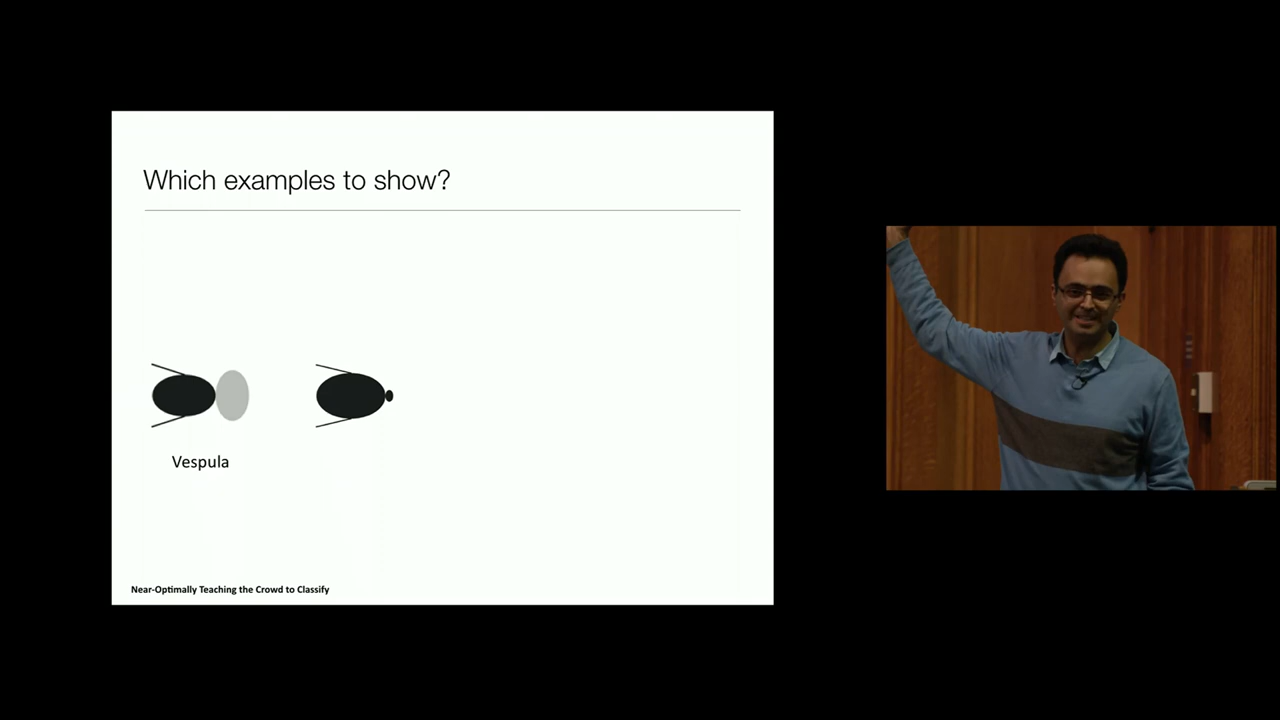 Which examples to show?
Vespula
Near-Optimally Teaching the Crowd to Classify